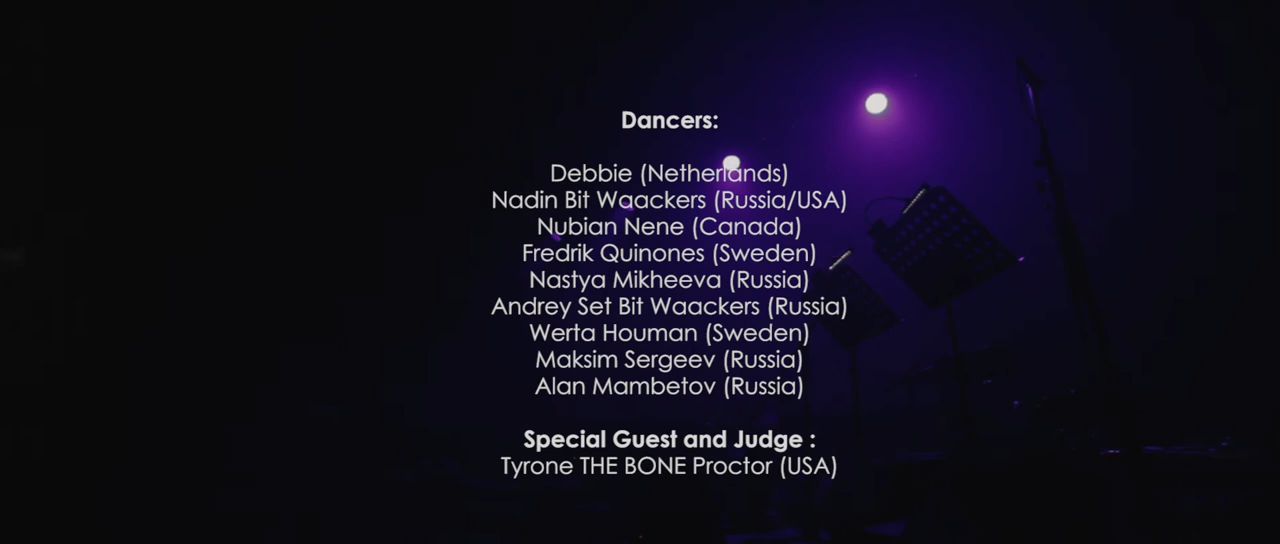 Dancers:
Debbie (Netherlands)
Nadin Bit Waackers (Russia/USA)
Nubian Nene (Canada)
Fredrik Quinones (Sweden)
Nastya Mikheeva (Russia)
Andrey Set Bit Waackers (Russia)
Werta Houman (Sweden)
Maksim Sergeev (Russia)
Alan Mambetov (Russia)
Special Guest and Judge :
Tyrone THE BONE Proctor (USA)